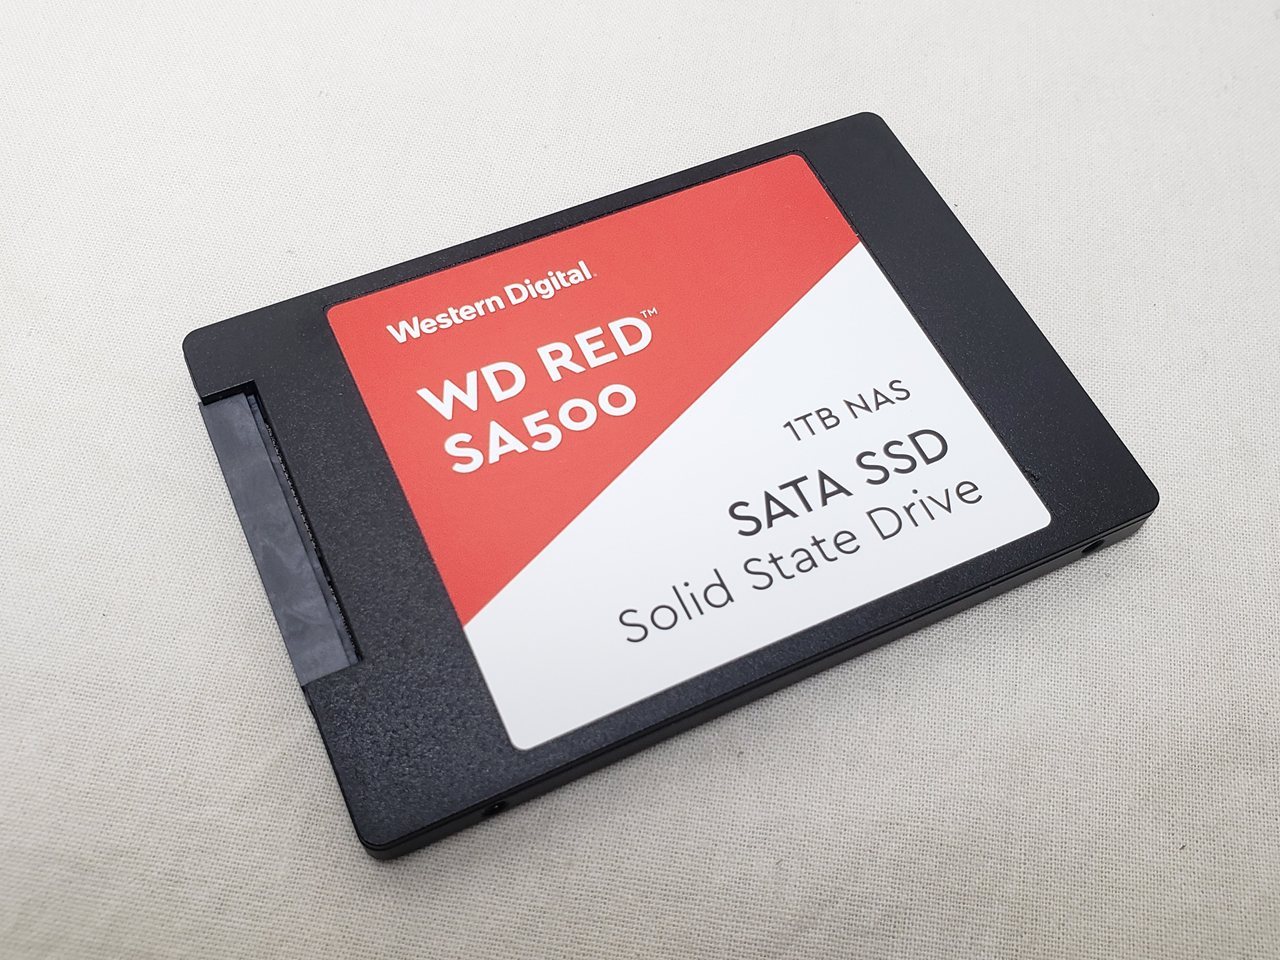 Western Digital.
WD RED™
SA500
1TB NAS
SATA SSD
Solid State Drive